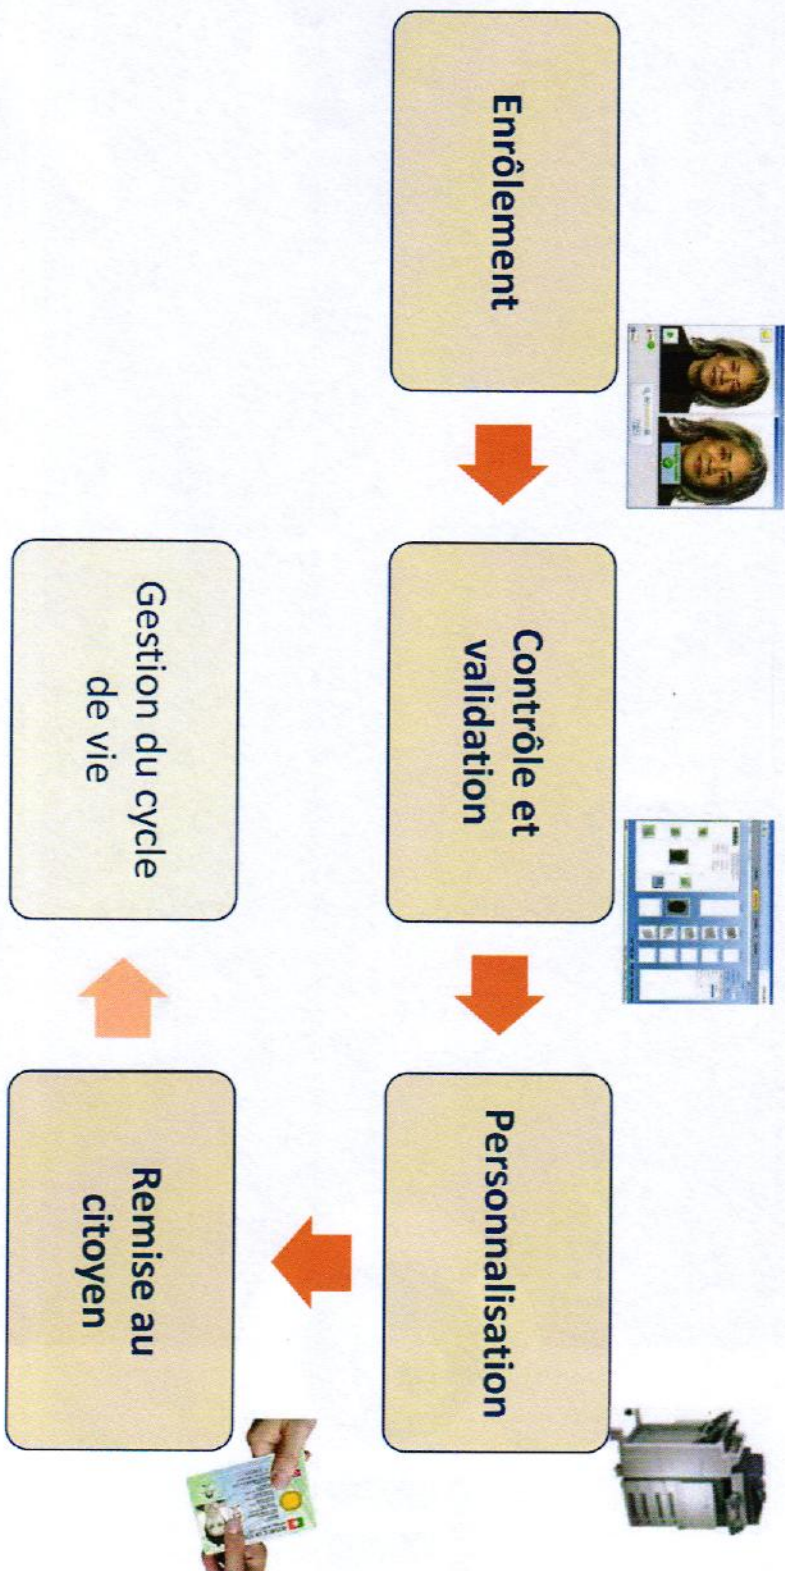 Enrôlement
Contrôle et
validation
Personnalisation
Remise au
citoyen
Gestion du cycle
de vie